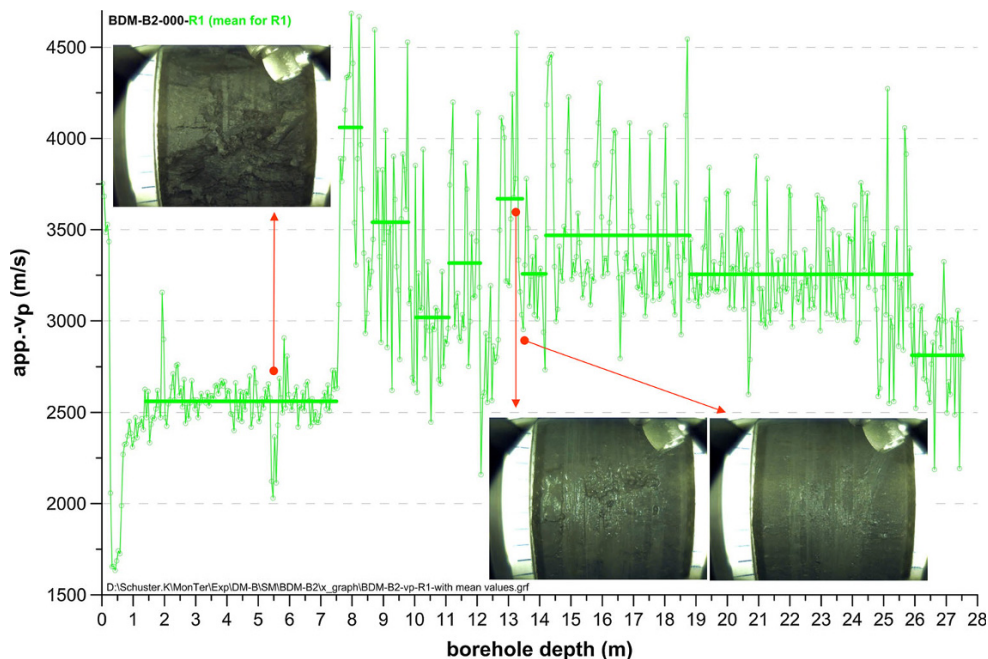 BDM-B2-000-R1 (mean for R1)
4500
4000
3500
3000
2500
2000
1500
app.-vp (m/s)
D:\Schuster.K\MonTer\Exp\DM-B\SM\BDM-B2\x_graph\BDM-B2-vp-R1-with mean values.grf
0 1 2 3 4 5 6 7 8 9 10 11 12 13 14 15 16 17 18 19 20 21 22 23 24 25 26 27 28
borehole depth (m)